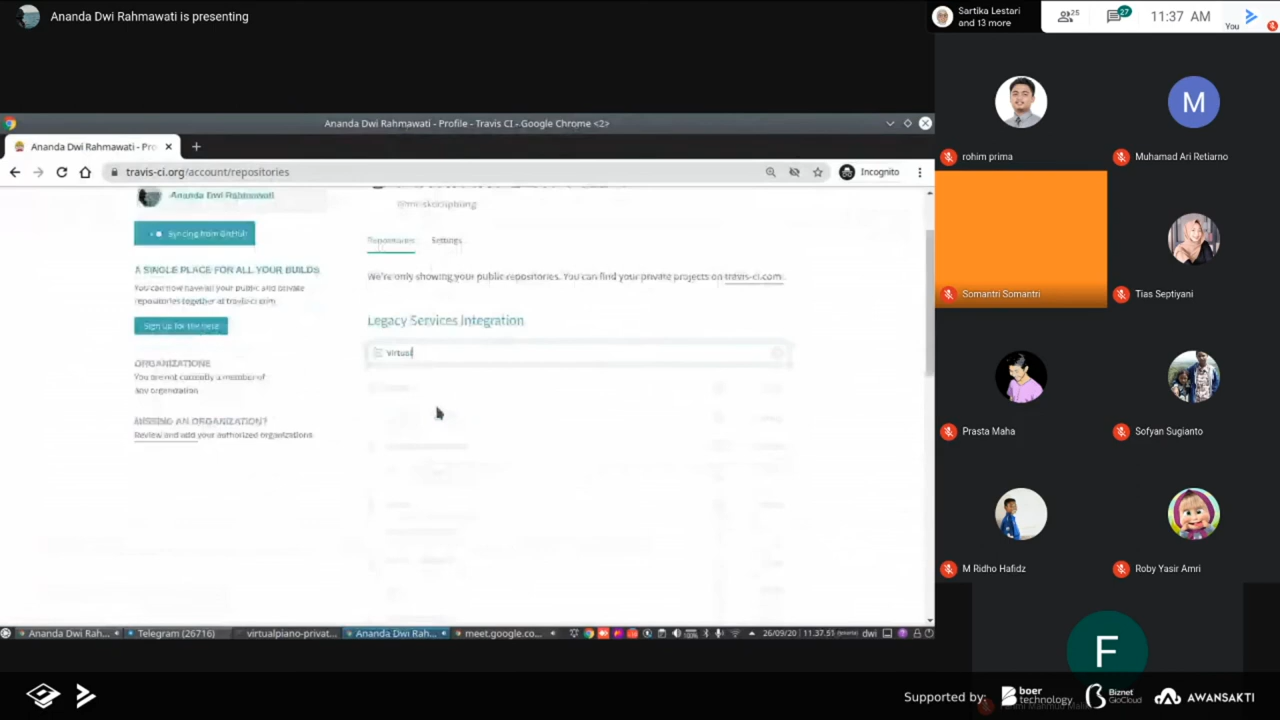 Ananda Dwi Rahmawati is presenting
Sartika Lestari
and 13 more
25
27
11:37 AM
You
Ananda Dwi Rahmawati - Profile - Travis CI - Google Chrome <2>
Ananda Dwi Rahmawati - Pro
travis-ci.org/account/repositories
Incognito
Ananda Dwi Rahmawati
Syncing from GitHub
A SINGLE PLACE FOR ALL YOUR BUILDS
You can now have all your public and private
repositories together at travis-ci.com
Sign up for the beta
ORGANIZATIONS
You are not currently a member of
any organization
MISSING AN ORGANIZATION?
Review and add your authorized organizations
Repositories
Settings
We're only showing your public repositories. You can find your private projects on travis-ci.com.
Legacy Services Integration
virtual
rohim prima
Muhamad Ari Retiarno
Somantri Somantri
Tias Septiyani
Prasta Maha
Sofyan Sugianto
M Ridho Hafidz
Roby Yasir Amri
F
M
Ananda Dwi Rah...
Telegram (26716)
virtualpiano-privat...
Ananda Dwi Rah...
meet.google.co...
26/09/20
11.37.55
dwi
Supported by:
boer
technology
Biznet
GioCloud
AWANSAKTI